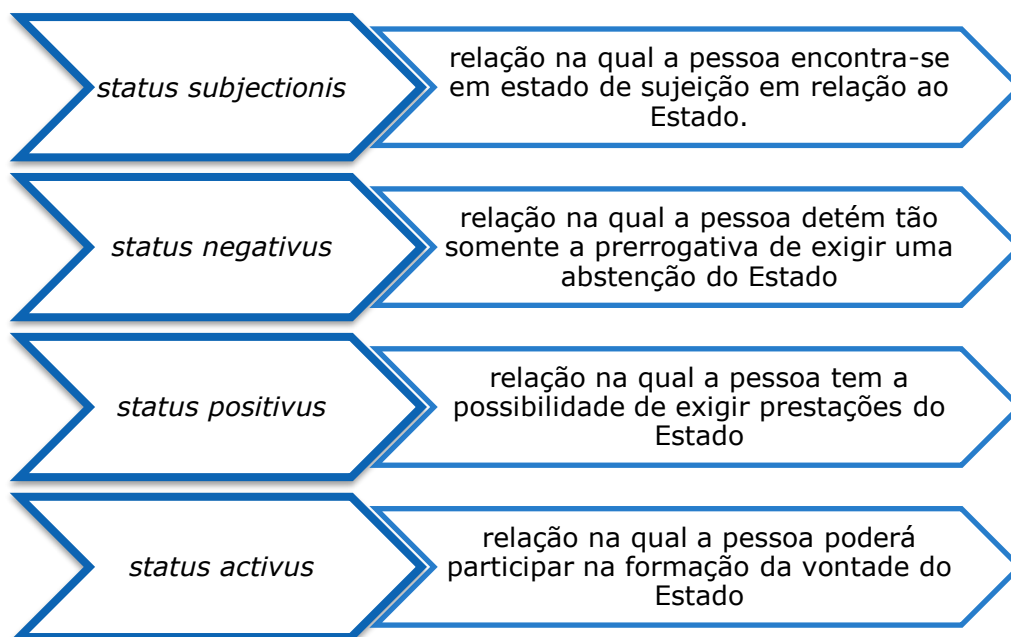 status subjectionis
relação na qual a pessoa encontra-se
em estado de sujeição em relação ao
Estado.
status negativus
relação na qual a pessoa detém tão
somente a prerrogativa de exigir uma
abstenção do Estado
status positivus
relação na qual a pessoa tem a
possibilidade de exigir prestações do
Estado
status activus
relação na qual a pessoa poderá
participar na formação da vontade do
Estado